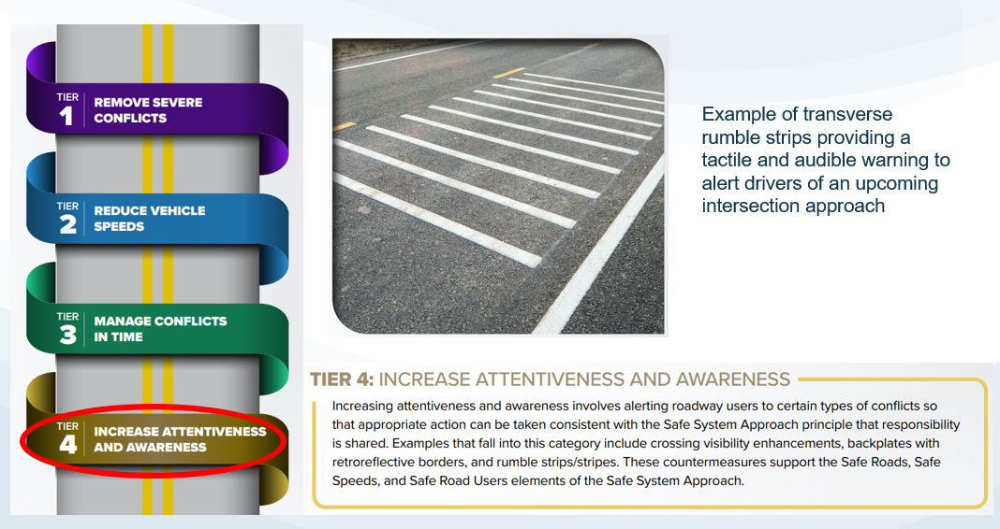 TIER
1
REMOVE SEVERE
CONFLICTS
TIER
2
REDUCE VEHICLE
SPEEDS
TIER
3
MANAGE CONFLICTS
IN TIME
TIER
4
INCREASE ATTENTIVENESS
AND AWARENESS
Example of transverse
rumble strips providing a
tactile and audible warning to
alert drivers of an upcoming
intersection approach
TIER 4: INCREASE ATTENTIVENESS AND AWARENESS
Increasing attentiveness and awareness involves alerting roadway users to certain types of conflicts so
that appropriate action can be taken consistent with the Safe System Approach principle that responsibility
is shared. Examples that fall into this category include crossing visibility enhancements, backplates with
retroreflective borders, and rumble strips/stripes. These countermeasures support the Safe Roads, Safe
Speeds, and Safe Road Users elements of the Safe System Approach.